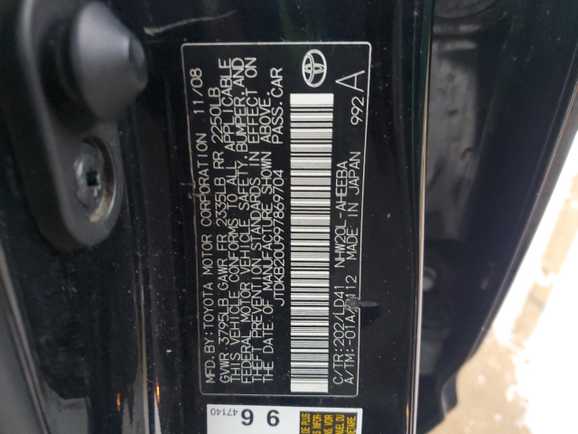 MFD. BY: TOYOTA MOTOR CORPORATION 11/08
GVWR 3795LB GAWR FR 2335LB RR 2250LB
THIS VEHICLE CONFORMS TO ALL APPLICABLE
FEDERAL MOTOR VEHICLE SAFETY, BUMPER, AND
THEFT PREVENTION STANDARDS IN EFFECT ON
THE DATE OF MANUFACTURE SHOWN ABOVE.
JTDKB20U997869704 PASS. CAR
992 A
C/TR: 202/LD41 NHW20L-AHEEBA
A/TM: -01A/P112 MADE IN JAPAN
96
47140